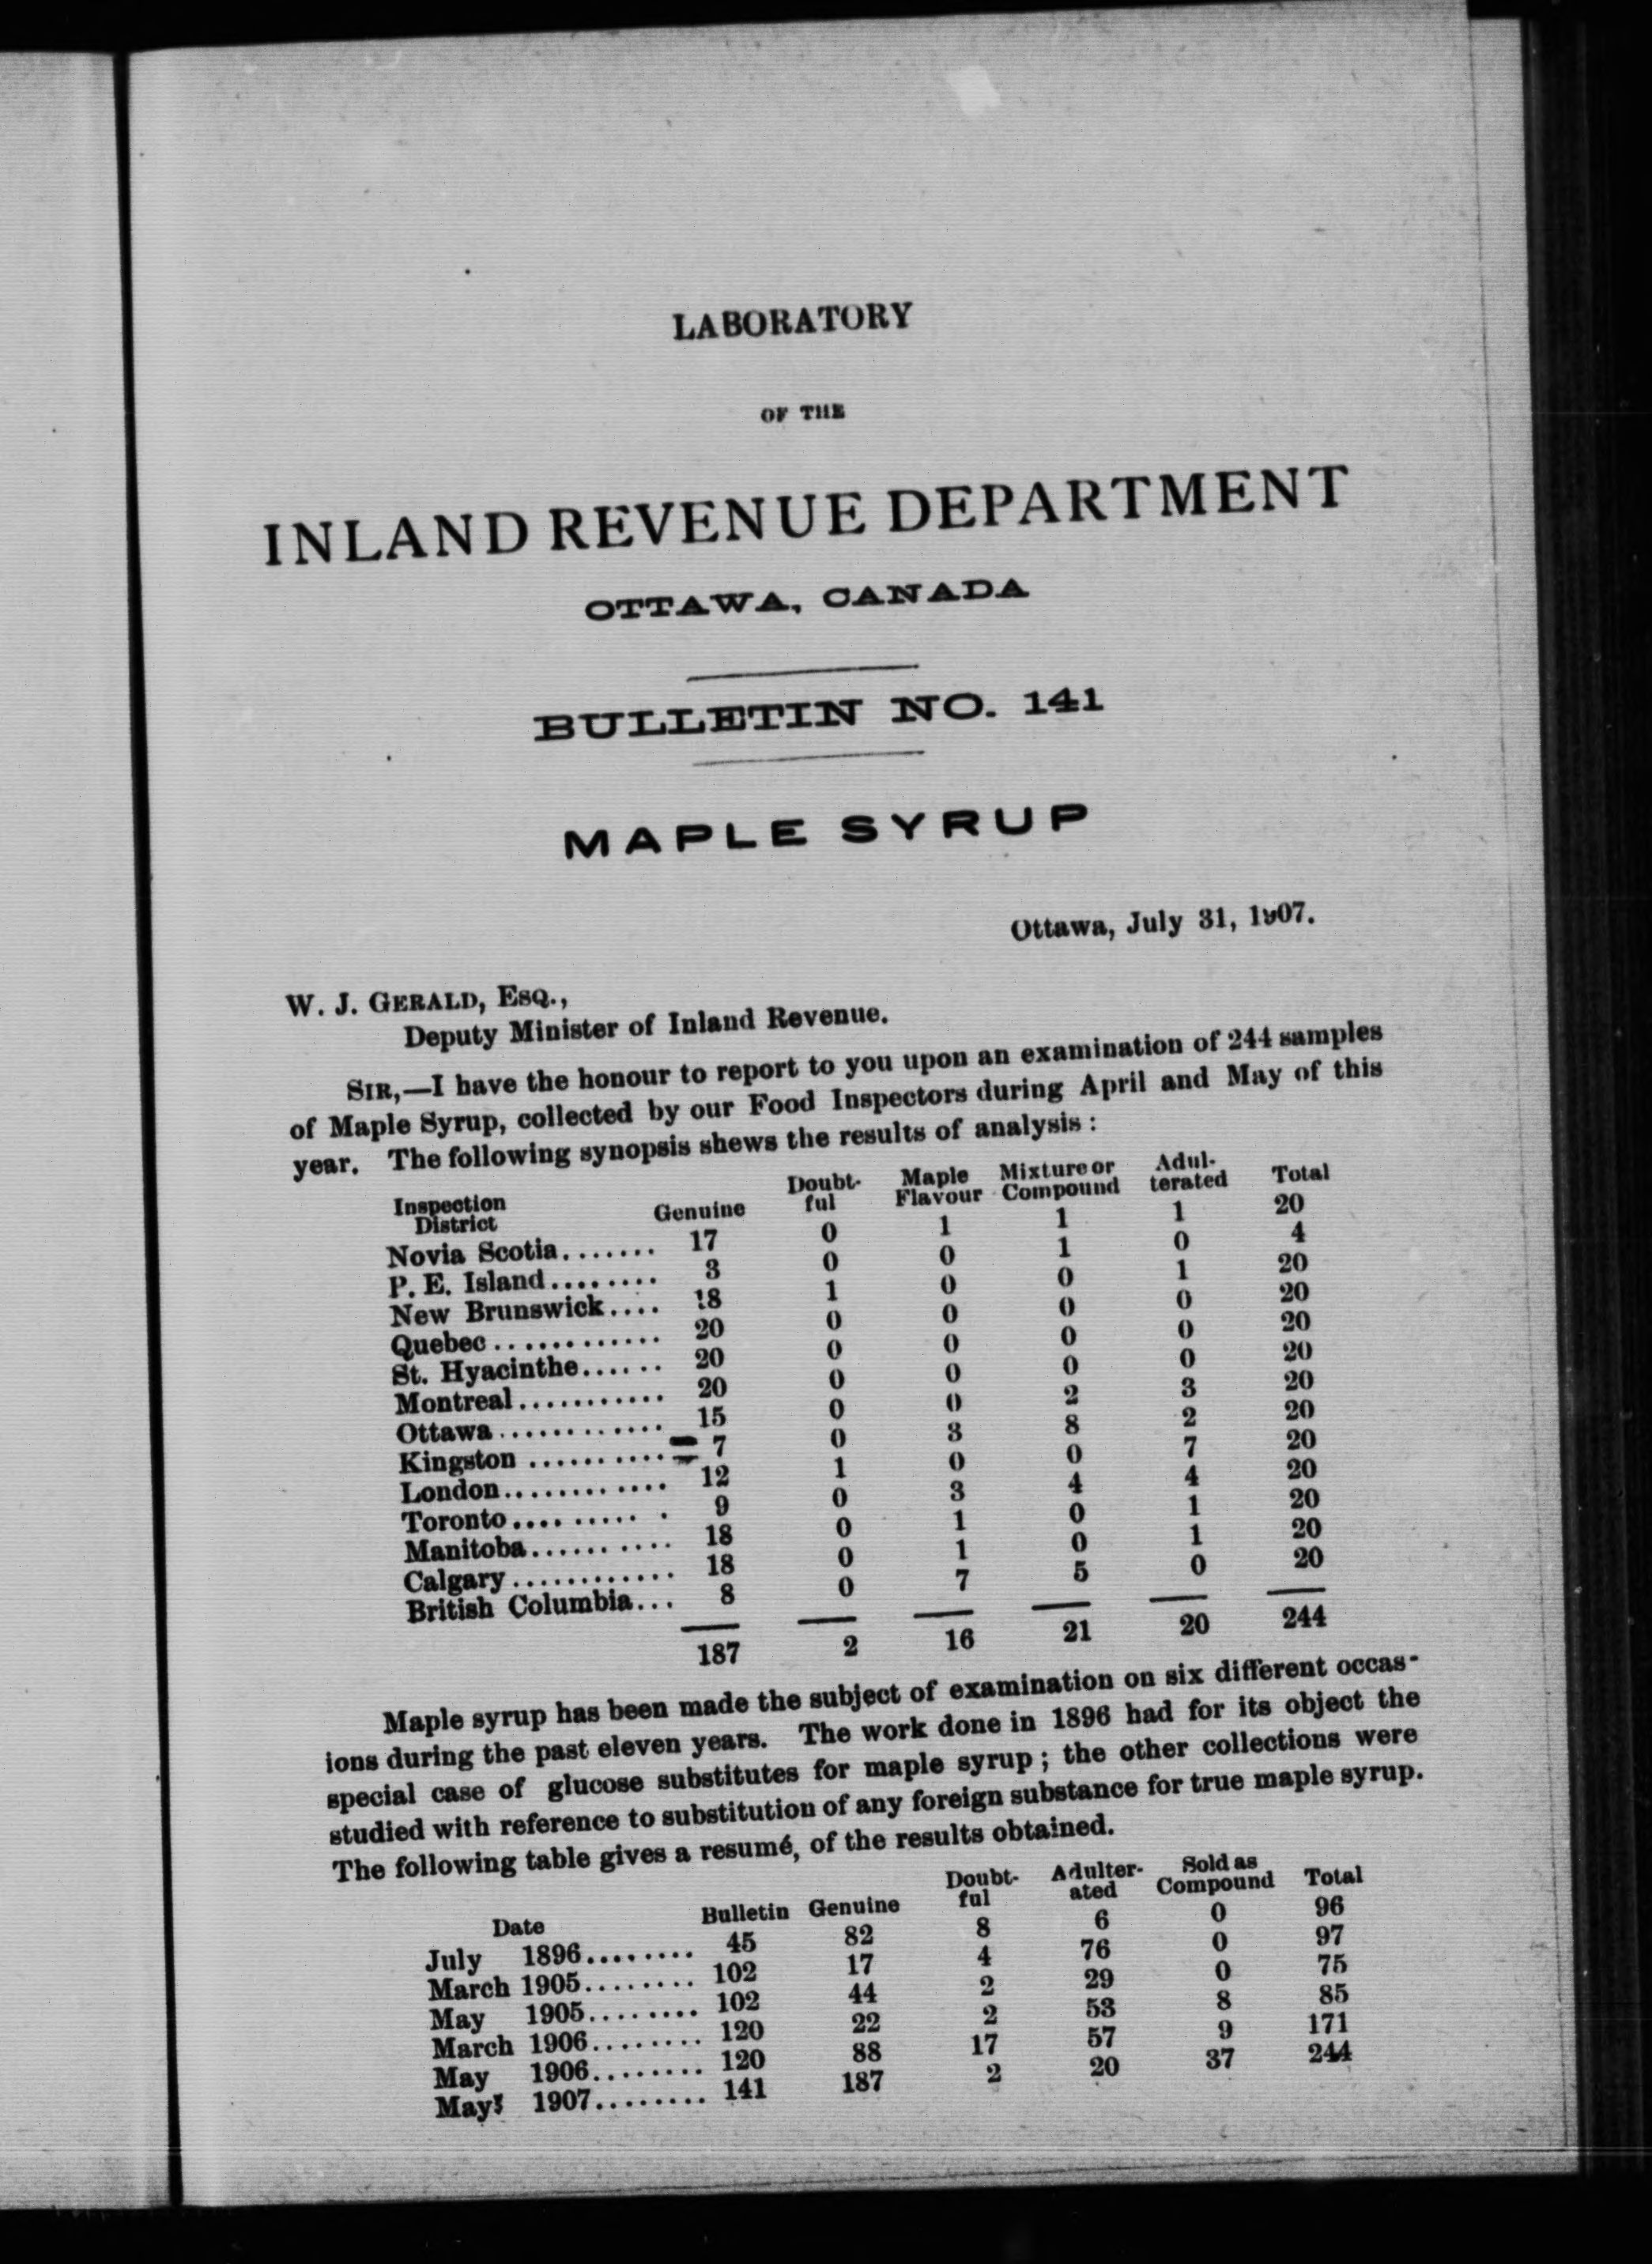 LABORATORY
OF THE
INLAND REVENUE DEPARTMENT
OTTAWA, CANADA
BULLETIN NO. 141
MAPLE SYRUP
Ottawa, July 31, 1907.
W. J. GERALD, ESQ.,
Deputy Minister of Inland Revenue.
SIR,—I have the honour to report to you upon an examination of 244 samples
of Maple Syrup, collected by our Food Inspectors during April and May of this
year. The following synopsis shews the results of analysis :
Inspection District Genuine Doubt-ful Maple Flavour Mixture or Compound Adul-terated Total
Novia Scotia....... 17 0 1 1 1 20
P. E. Island........ 3 0 0 1 0 4
New Brunswick.... 18 1 0 0 1 20
Quebec............ 20 0 0 0 0 20
St. Hyacinthe...... 20 0 0 0 0 20
Montreal........... 20 0 0 0 0 20
Ottawa............. 15 0 0 2 3 20
Kingston ........... 7 0 3 8 2 20
London............ 12 1 0 0 7 20
Toronto.......... . 9 0 3 4 4 20
Manitoba.......... 18 0 1 0 1 20
Calgary............ 18 0 1 0 1 20
British Columbia... 8 0 7 5 0 20
187 2 16 21 20 244
Maple syrup has been made the subject of examination on six different occas-
ions during the past eleven years. The work done in 1896 had for its object the
special case of glucose substitutes for maple syrup ; the other collections were
studied with reference to substitution of any foreign substance for true maple syrup.
The following table gives a resumé, of the results obtained.
Date Bulletin Genuine Doubt-ful Adulter-ated Sold as Compound Total
July 1896........ 45 82 8 6 0 96
March 1905........ 102 17 4 76 0 97
May 1905........ 102 44 2 29 0 75
March 1906........ 120 22 2 53 8 85
May 1906........ 120 88 17 57 9 171
May 1907........ 141 187 2 20 37 244